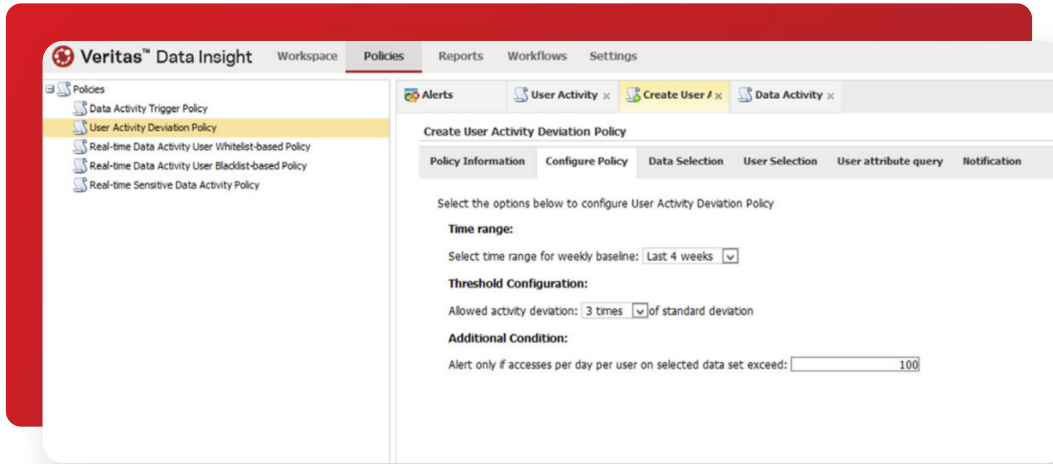 Veritas™ Data Insight Workspace Policies Reports Workflows Settings
Policies
Data Activity Trigger Policy
User Activity Deviation Policy
Real-time Data Activity User Whitelist-based Policy
Real-time Data Activity User Blacklist-based Policy
Real-time Sensitive Data Activity Policy
Alerts User Activity × Create User × Data Activity ×
Create User Activity Deviation Policy
Policy Information Configure Policy Data Selection User Selection User attribute query Notification
Select the options below to configure User Activity Deviation Policy
Time range:
Select time range for weekly baseline: Last 4 weeks
Threshold Configuration:
Allowed activity deviation: 3 times of standard deviation
Additional Condition:
Alert only if accesses per day per user on selected data set exceed: 100